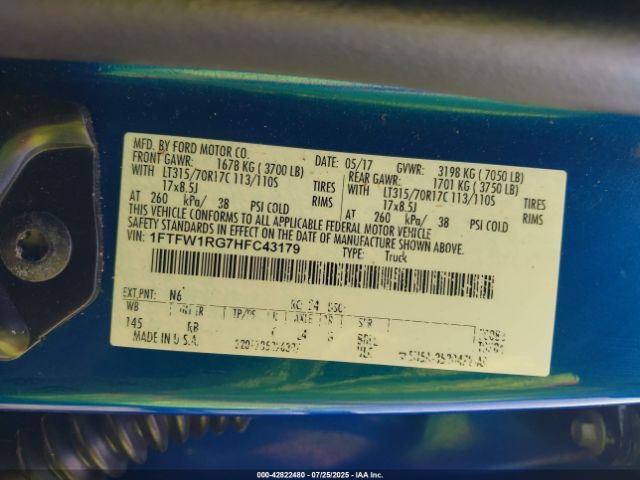 MFD. BY FORD MOTOR CO. DATE: 05/17 GVWR: 3198 KG ( 7050 LB)
FRONT GAWR: 1678 KG ( 3700 LB) REAR GAWR: 1701 KG ( 3750 LB)
WITH LT315/70R17C 113/110S TIRES WITH LT315/70R17C 113/110S TIRES
17x8.5J RIMS 17x8.5J RIMS
AT 260 kPa/ 38 PSI COLD AT 260 kPa/ 38 PSI COLD
THIS VEHICLE CONFORMS TO ALL APPLICABLE FEDERAL MOTOR VEHICLE
SAFETY STANDARDS IN EFFECT ON THE DATE OF MANUFACTURE SHOWN ABOVE.
VIN: 1FTFW1RG7HFC43179 TYPE: Truck
EXT PNT: N6
WB
145
MADE IN U.S.A.
000-42822480 - 07/25/2025 - IAAI